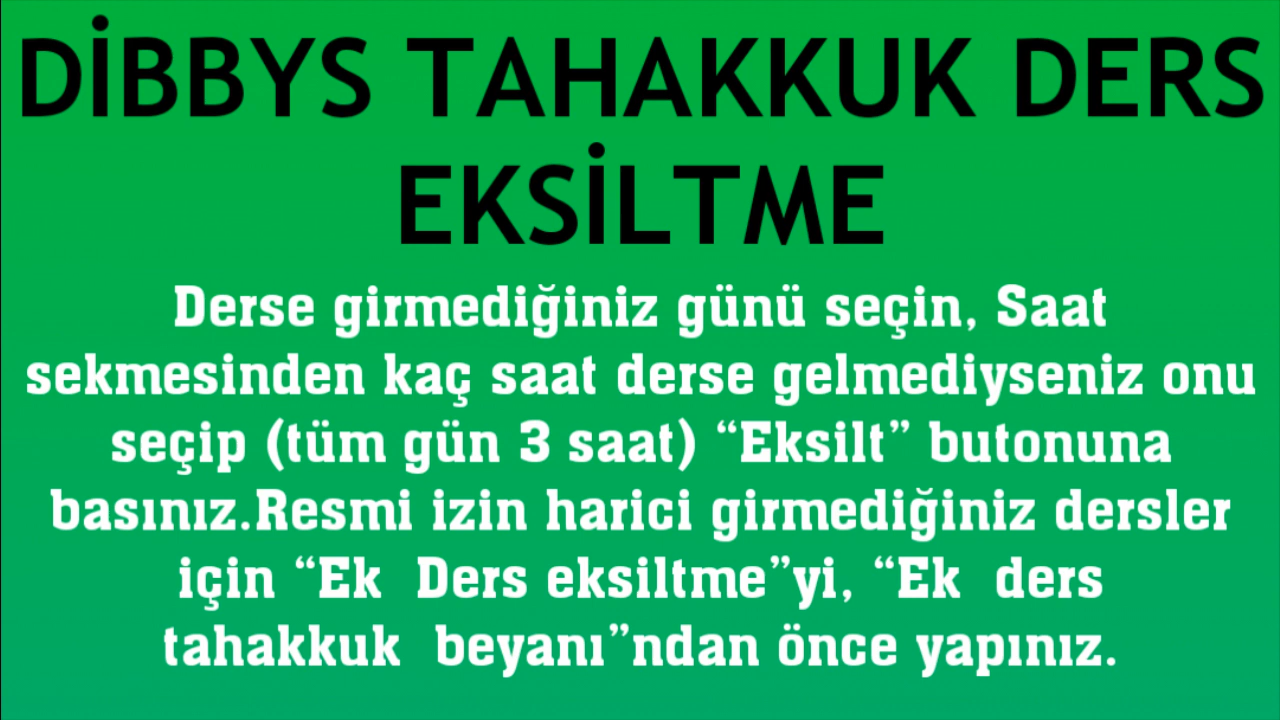 DİBBYS TAHAKKUK DERS
EKSİLTME
Derse girmediğiniz günü seçin, Saat
sekmesinden kaç saat derse gelmediyseniz onu
seçip (tüm gün 3 saat) “Eksilt” butonuna
basınız.Resmi izin harici girmediğiniz dersler
için “Ek  Ders eksiltme”yi, “Ek  ders
tahakkuk  beyanı”ndan önce yapınız.